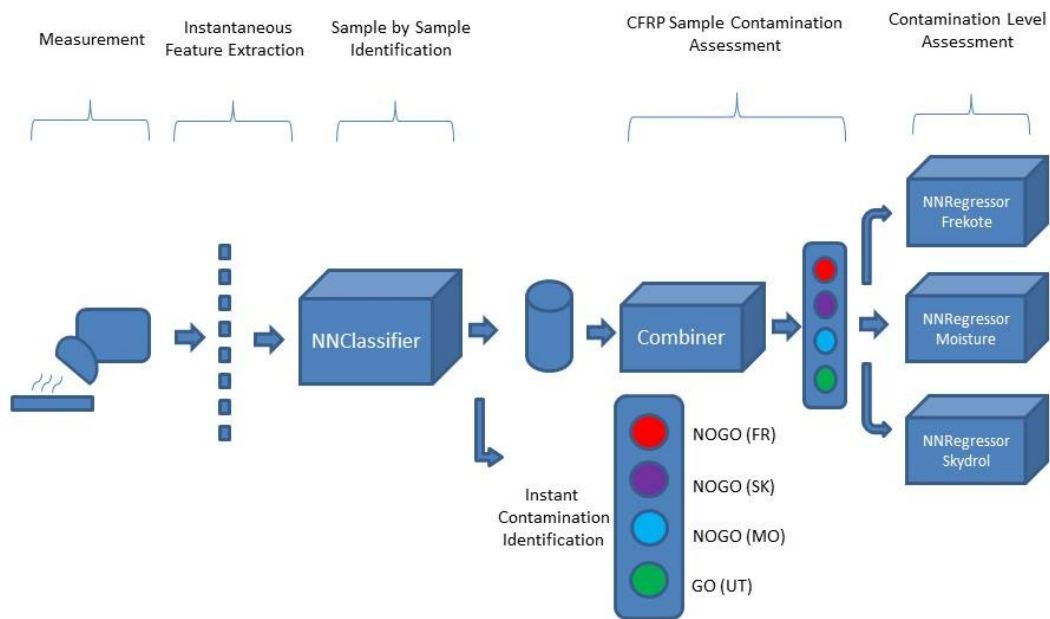 Measurement
Instantaneous
Feature Extraction
Sample by Sample
Identification
CFRP Sample Contamination
Assessment
Contamination Level
Assessment
NNClassifier
Combiner
NNRegressor
Frekote
NNRegressor
Moisture
NNRegressor
Skydrol
Instant
Contamination
Identification
NOGO (FR)
NOGO (SK)
NOGO (MO)
GO (UT)